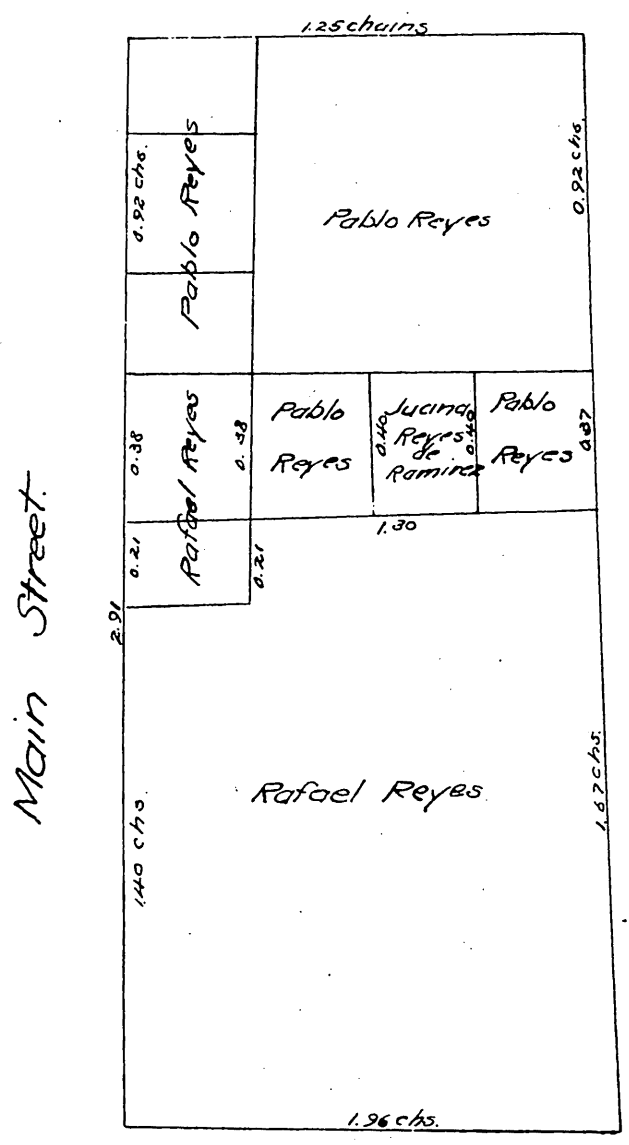 1.25 chains
0.92 chs.
Pablo Reyes
Pablo Reyes
0.92 chs.
0.38
Rafael Reyes
0.38
Pablo
Reyes
0.40
Jucina
Reyes
de
Ramirez
0.40
Pablo
Reyes
0.37
1.30
0.21
0.21
2.91
Main Street.
Rafael Reyes
1.40 chs.
1.67 chs.
1.96 chs.